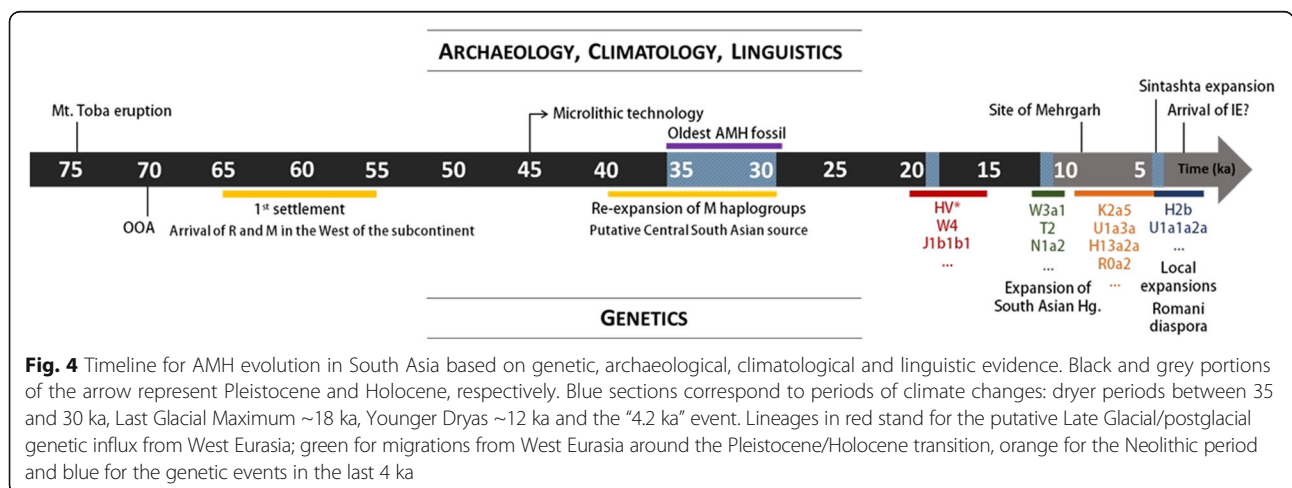 ARCHAEOLOGY, CLIMATOLOGY, LINGUISTICS
Sintashta expansion
Mt. Toba eruption
Microlithic technology
Site of Mehrgarh
Arrival of IE?
Oldest AMH fossil
75 70 65 60 55 50 45 40 35 30 25 20 15 10 5 Time (ka)
OOA
1st settlement
Arrival of R and M in the West of the subcontinent
Re-expansion of M haplogroups
Putative Central South Asian source
HV*
W4
J1b1b1
...
W3a1
T2
N1a2
...
Expansion of
South Asian Hg.
K2a5
U1a3a
H13a2a
R0a2
...
H2b
U1a1a2a
...
Local
expansions
Romani
diaspora
GENETICS
Fig. 4 Timeline for AMH evolution in South Asia based on genetic, archaeological, climatological and linguistic evidence. Black and grey portions
of the arrow represent Pleistocene and Holocene, respectively. Blue sections correspond to periods of climate changes: dryer periods between 35
and 30 ka, Last Glacial Maximum ~18 ka, Younger Dryas ~12 ka and the “4.2 ka” event. Lineages in red stand for the putative Late Glacial/postglacial
genetic influx from West Eurasia; green for migrations from West Eurasia around the Pleistocene/Holocene transition, orange for the Neolithic period
and blue for the genetic events in the last 4 ka